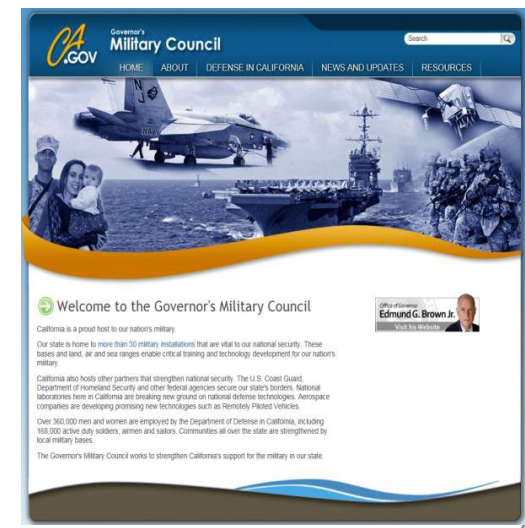 CA
.GOV
Governor's
Military Council
Search
HOME ABOUT DEFENSE IN CALIFORNIA NEWS AND UPDATES RESOURCES
NJ
Welcome to the Governor's Military Council
Office of Governor
Edmund G. Brown Jr.
Visit his Website
California is a proud host to our nation's military.
Our state is home to more than 30 military installations that are vital to our national security. These
bases and land, air and sea ranges enable critical training and technology development for our nation's
military.
California also hosts other partners that strengthen national security. The U.S. Coast Guard,
Department of Homeland Security and other federal agencies secure our state's borders. National
laboratories here in California are breaking new ground on national defense technologies. Aerospace
companies are developing promising new technologies such as Remotely Piloted Vehicles.
Over 360,000 men and women are employed by the Department of Defense in California, including
168,000 active duty soldiers, airmen and sailors. Communities all over the state are strengthened by
local military bases.
The Governor's Military Council works to strengthen California's support for the military in our state.